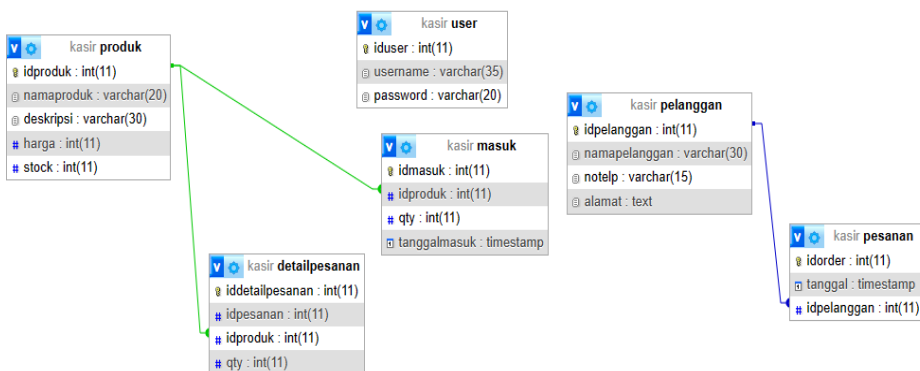 kasir produk
idproduk : int(11)
namaproduk : varchar(20)
deskripsi : varchar(30)
harga : int(11)
stock : int(11)
kasir user
iduser : int(11)
username : varchar(35)
password : varchar(20)
kasir masuk
idmasuk : int(11)
idproduk : int(11)
qty : int(11)
tanggalmasuk : timestamp
kasir pelanggan
idpelanggan : int(11)
namapelanggan : varchar(30)
notelp : varchar(15)
alamat : text
kasir detailpesanan
iddetailpesanan : int(11)
idpesanan : int(11)
idproduk : int(11)
qty : int(11)
kasir pesanan
idorder : int(11)
tanggal : timestamp
idpelanggan : int(11)